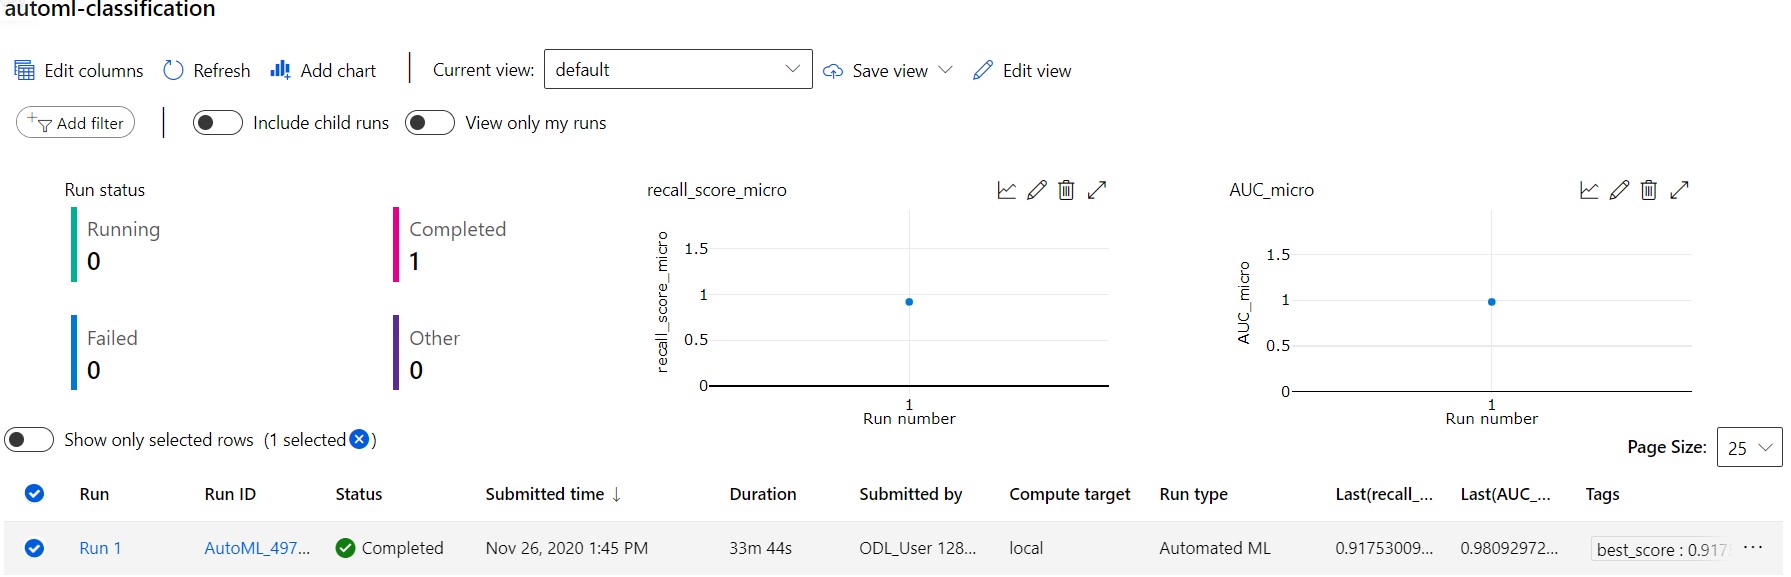 automl-classification
Edit columns Refresh Add chart Current view: default Save view Edit view
Add filter Include child runs View only my runs
Run status
Running
0
Completed
1
Failed
0
Other
0
recall_score_micro
recall_score_micro
1.5
1
0.5
0
1
Run number
AUC_micro
AUC_micro
1.5
1
0.5
0
1
Run number
Show only selected rows (1 selected )
Page Size: 25
Run Run ID Status Submitted time ↓ Duration Submitted by Compute target Run type Last(recall_... Last(AUC_... Tags
Run 1 AutoML_497... Completed Nov 26, 2020 1:45 PM 33m 44s ODL_User 128... local Automated ML 0.91753009... 0.98092972... best_score : 0.917 ...